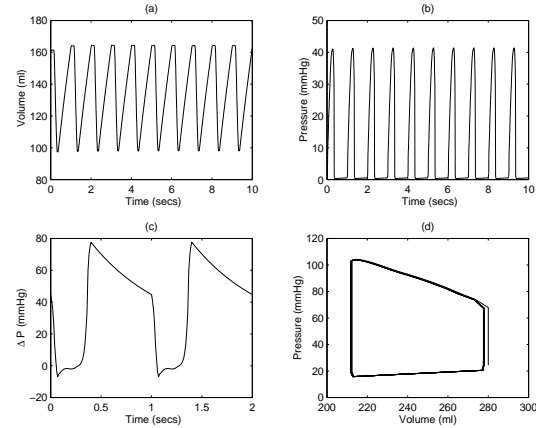 (a)
Volume (ml)
180
160
140
120
100
80
0 2 4 6 8 10
Time (secs)
(b)
Pressure (mmHg)
50
40
30
20
10
0
0 2 4 6 8 10
Time (secs)
(c)
Δ P (mmHg)
80
60
40
20
0
−20
0 0.5 1 1.5 2
Time (secs)
(d)
Pressure (mmHg)
120
100
80
60
40
20
0
200 220 240 260 280 300
Volume (ml)